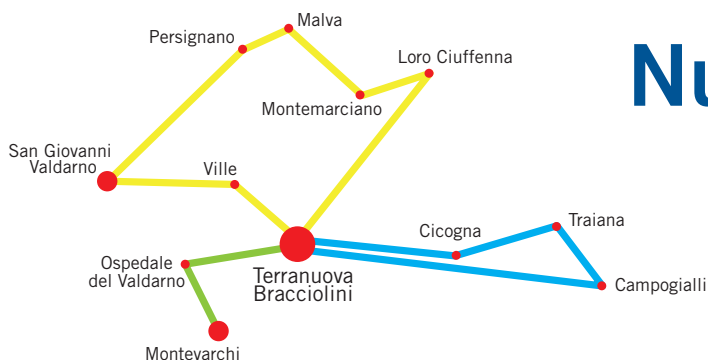 Malva
Persignano
Loro Ciuffenna
Nu
Montemarciano
San Giovanni
Valdarno
Ville
Cicogna
Traiana
Ospedale
del Valdarno
Terranuova
Bracciolini
Campogialli
Montevarchi